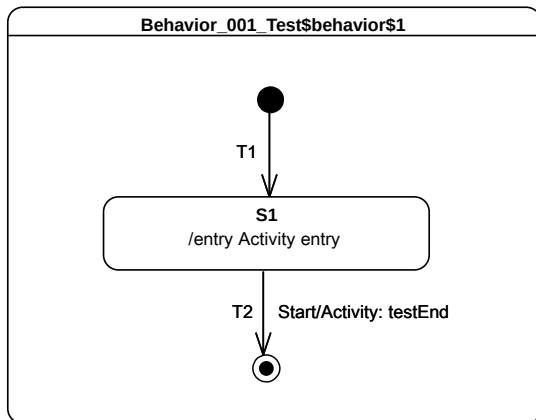 Behavior_001_Test$behavior$1
T1
S1
/entry Activity entry
T2 Start/Activity: testEnd